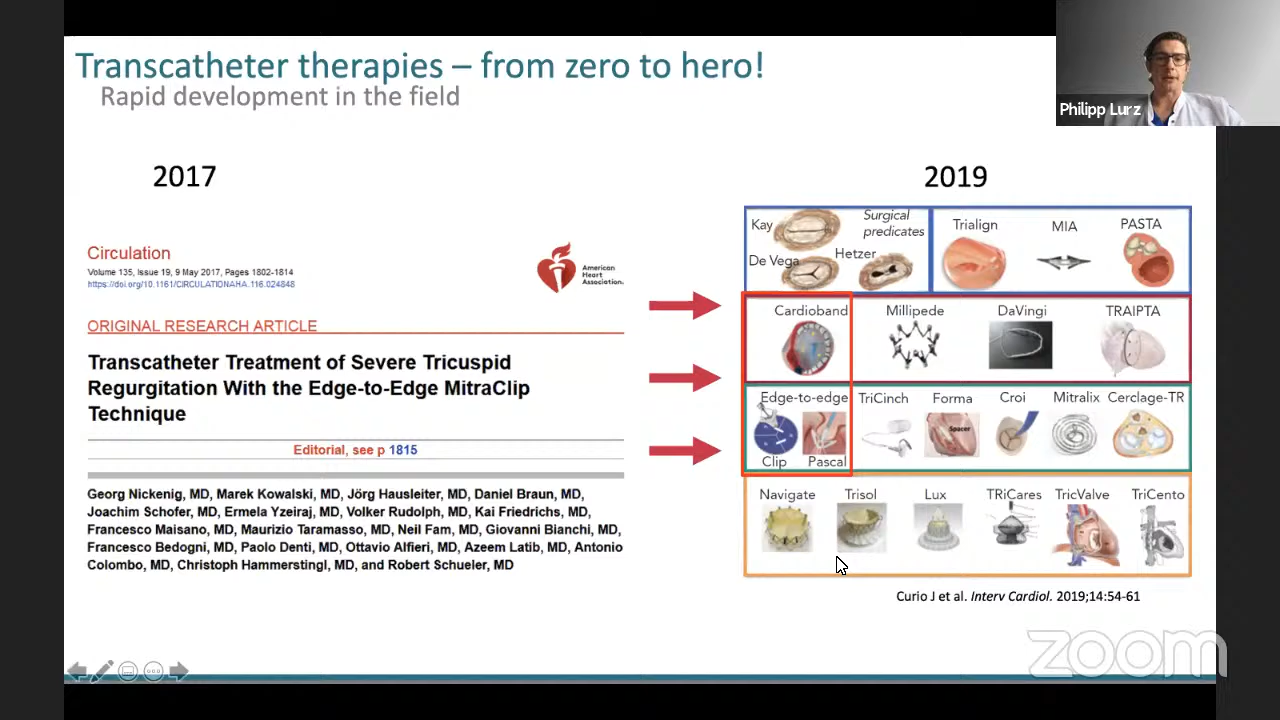 Transcatheter therapies – from zero to hero!
Rapid development in the field
Philipp Lurz
2017
Circulation
Volume 135, Issue 19, 9 May 2017, Pages 1802-1814
https://doi.org/10.1161/CIRCULATIONAHA.116.024848
American
Heart
Association.
ORIGINAL RESEARCH ARTICLE
Transcatheter Treatment of Severe Tricuspid
Regurgitation With the Edge-to-Edge MitraClip
Technique
Editorial, see p 1815
Georg Nickenig, MD, Marek Kowalski, MD, Jörg Hausleiter, MD, Daniel Braun, MD,
Joachim Schofer, MD, Ermela Yzeiraj, MD, Volker Rudolph, MD, Kai Friedrichs, MD,
Francesco Maisano, MD, Maurizio Taramasso, MD, Neil Fam, MD, Giovanni Bianchi, MD,
Francesco Bedogni, MD, Paolo Denti, MD, Ottavio Alfieri, MD, Azeem Latib, MD, Antonio
Colombo, MD, Christoph Hammerstingl, MD, and Robert Schueler, MD
2019
Kay
Surgical
predicates
De Vega
Hetzer
Trialign
MIA
PASTA
Cardioband
Millipede
DaVingi
TRAIPTA
Edge-to-edge
TriCinch
Forma
Croi
Mitralix
Cerclage-TR
Spacer
Clip
Pascal
Navigate
Trisol
Lux
TRiCares
TricValve
TriCento
Curio J et al. Interv Cardiol. 2019;14:54-61
zoom